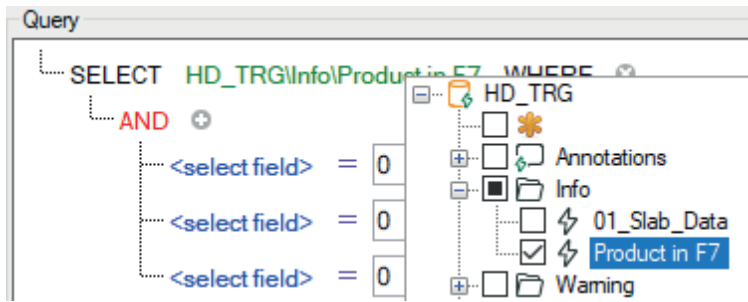 Query
SELECT HD_TRG\Info\Product in F7 WHERE
HD_TRG
AND
Annotations
<select field> = 0
Info
01_Slab_Data
<select field> = 0
Product in F7
<select field> = 0
Warning